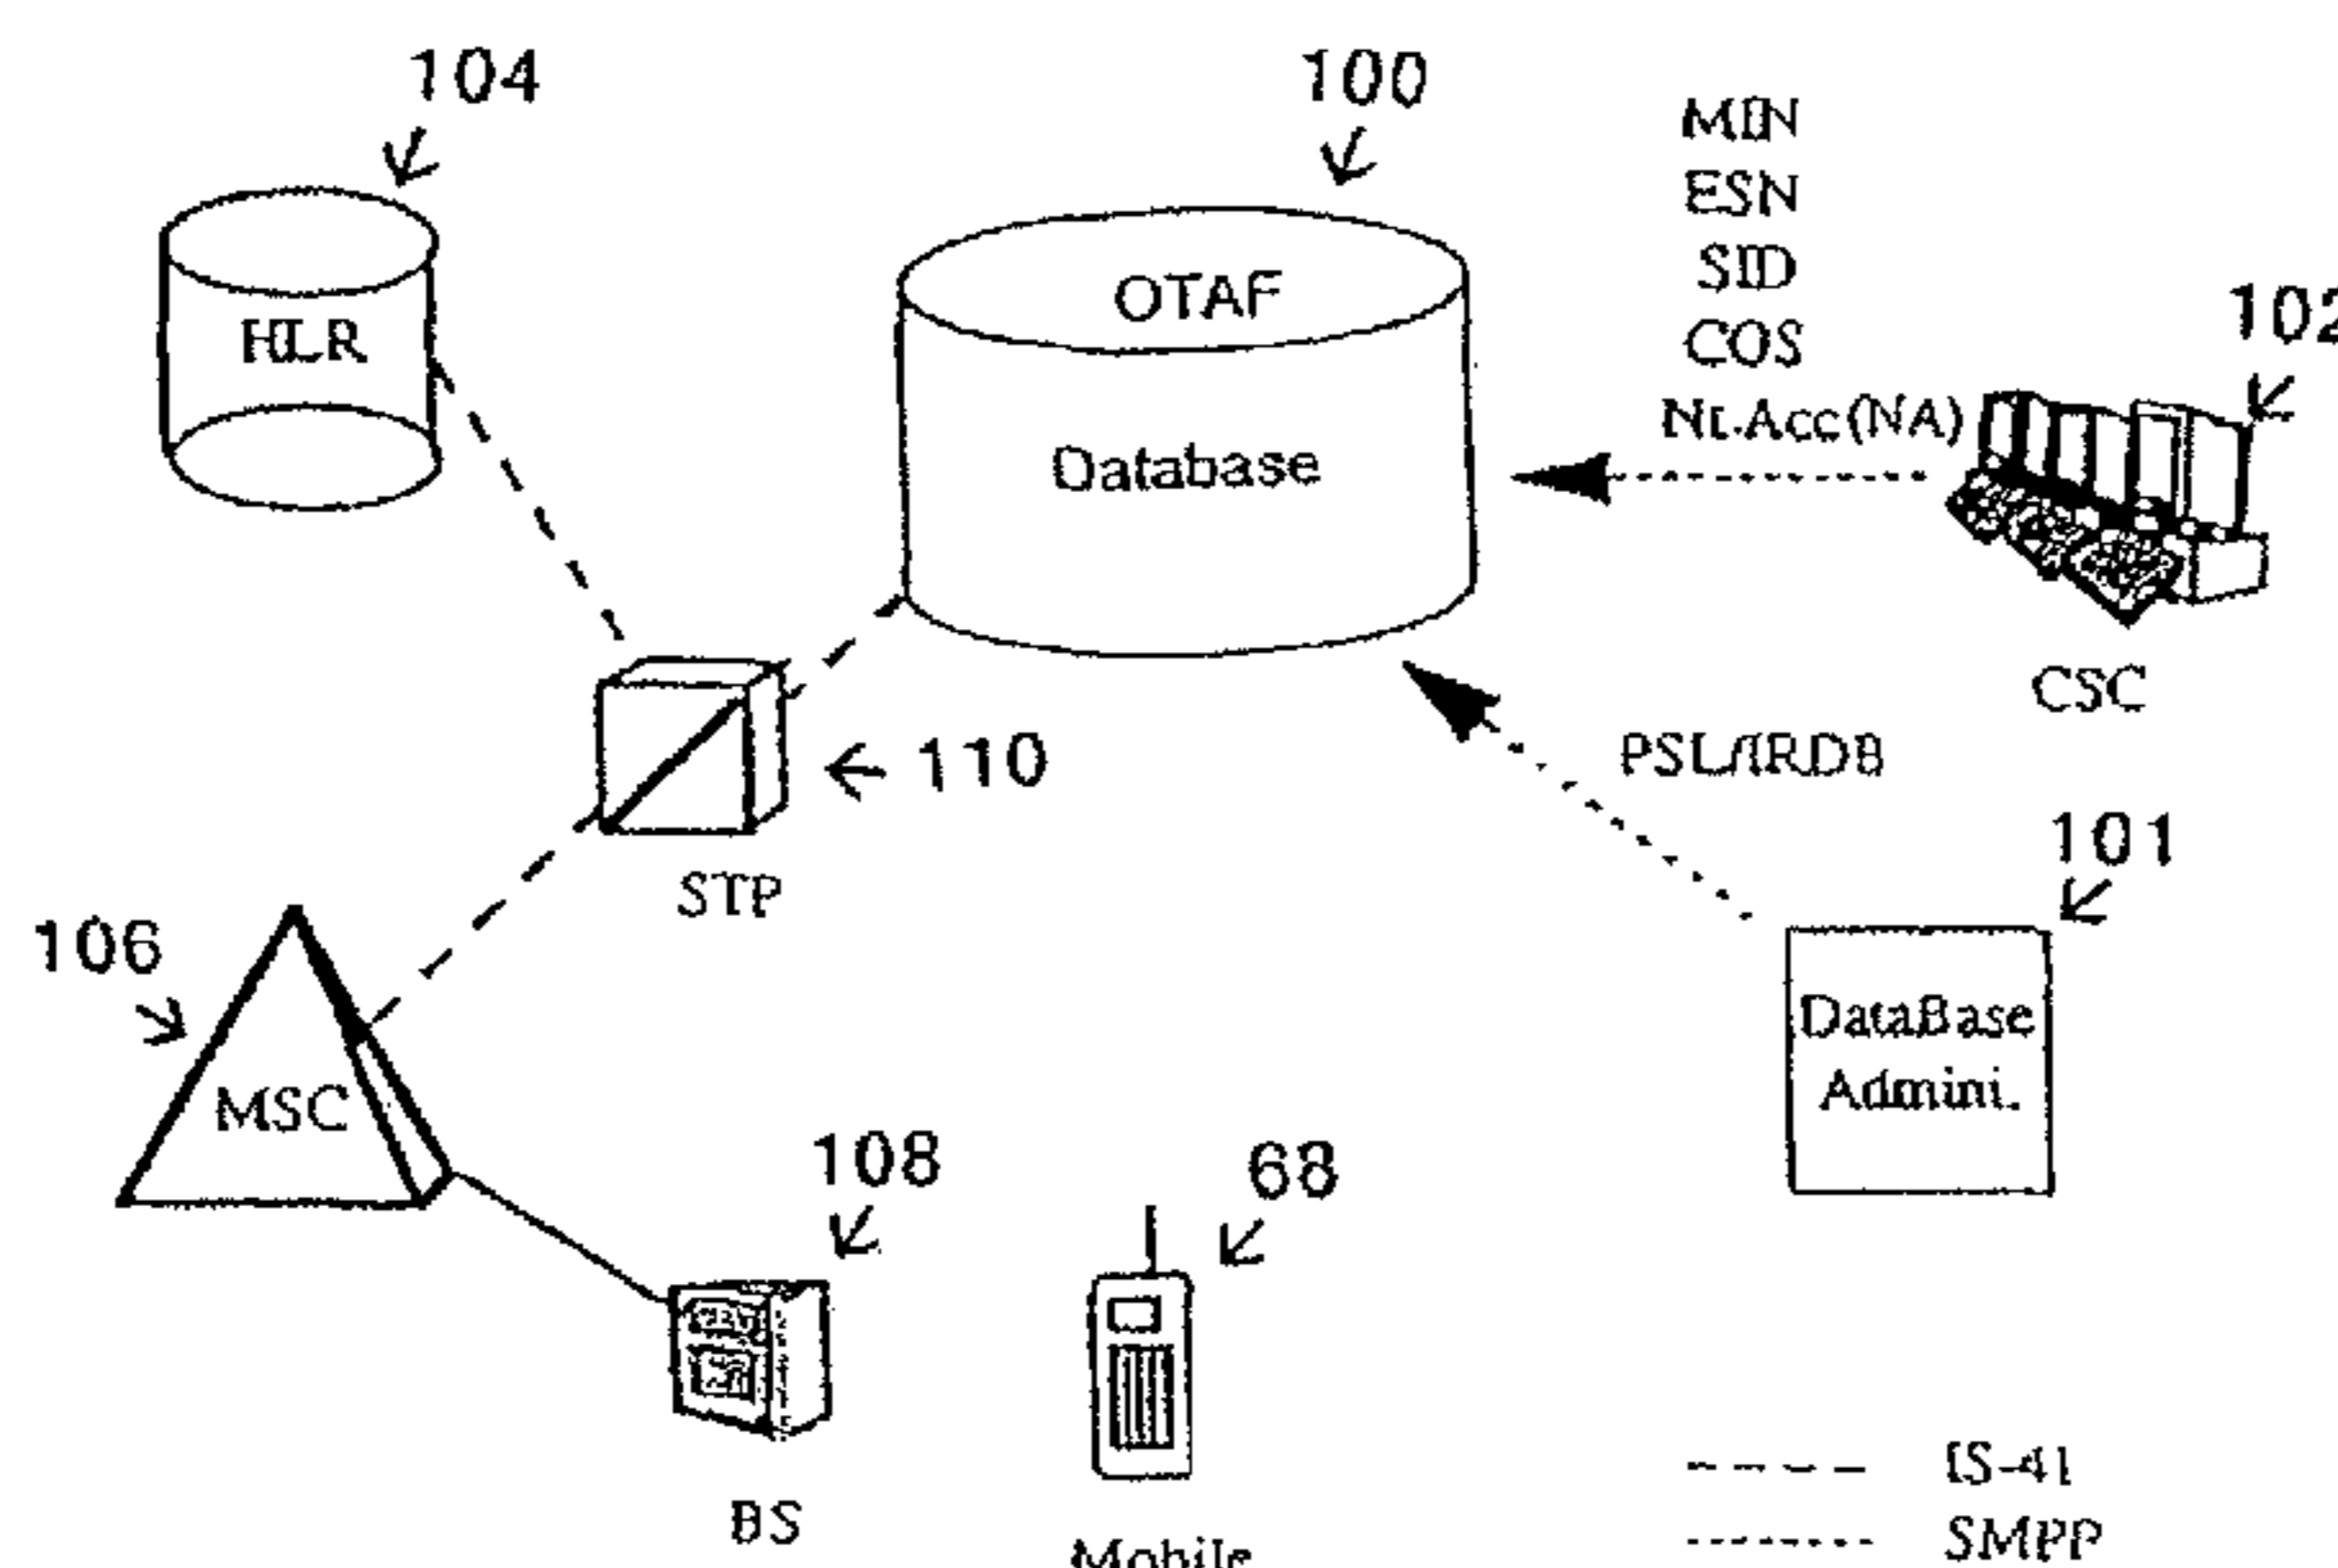 104
100
MIN
ESN
SID
COS
Nt.Acc(NA)
102
HLR
OTAF
Database
CSC
110
STP
PSL/IRDB
101
106
MSC
DataBase
Admini.
108
68
BS
Mobile
IS-41
SMPP